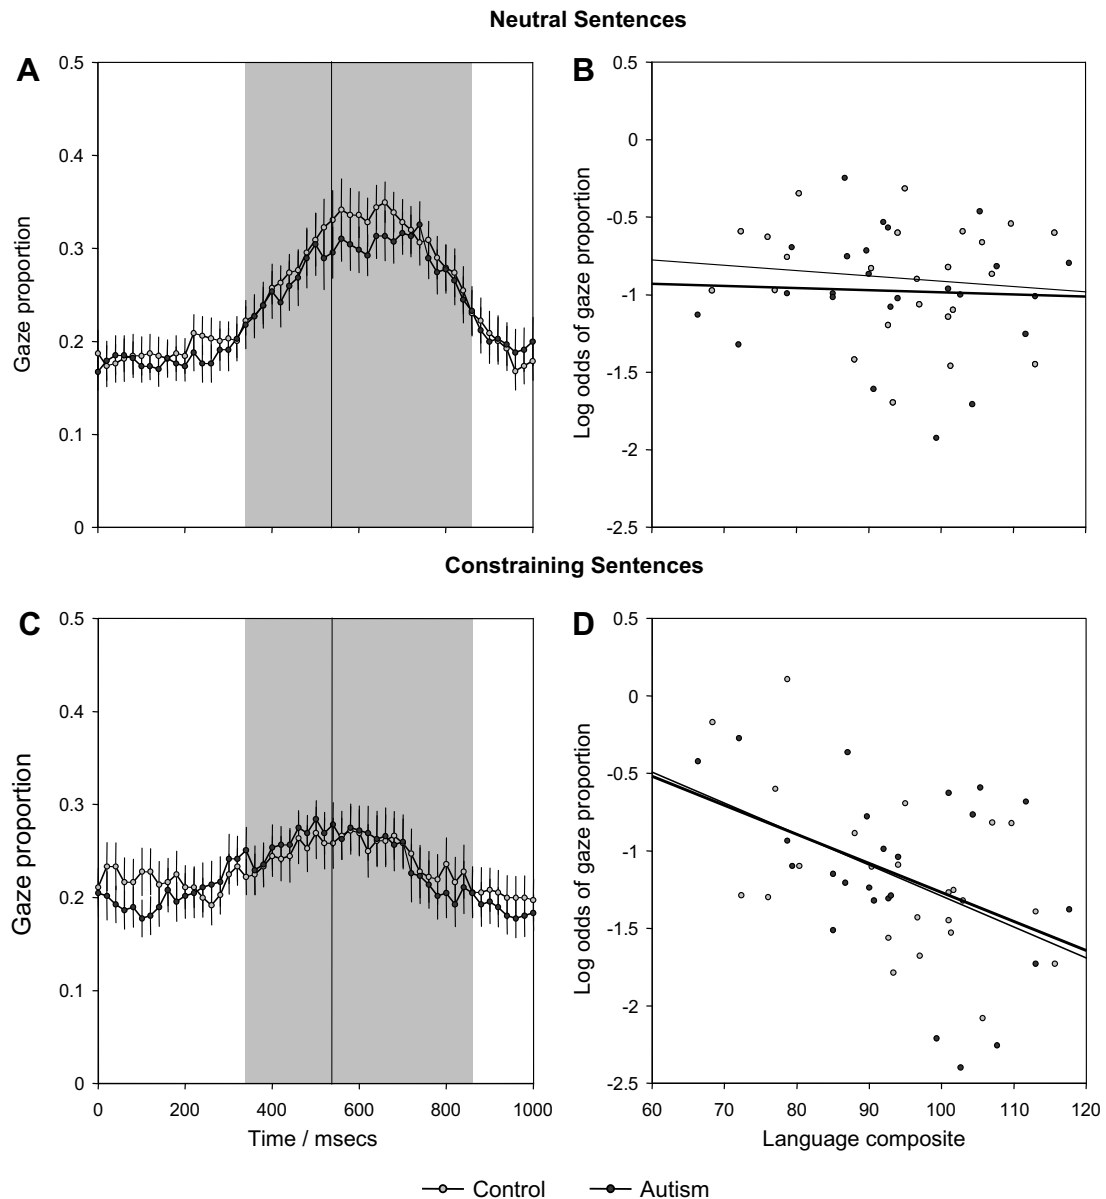 Neutral Sentences
A
0.5
0.4
0.3
0.2
0.1
0
Gaze proportion
B
0.5
0
-0.5
-1
-1.5
-2
-2.5
Log odds of gaze proportion
Constraining Sentences
C
0.5
0.4
0.3
0.2
0.1
0
Gaze proportion
0 200 400 600 800 1000
Time / msecs
D
0.5
0
-0.5
-1
-1.5
-2
-2.5
Log odds of gaze proportion
60 70 80 90 100 110 120
Language composite
Control Autism